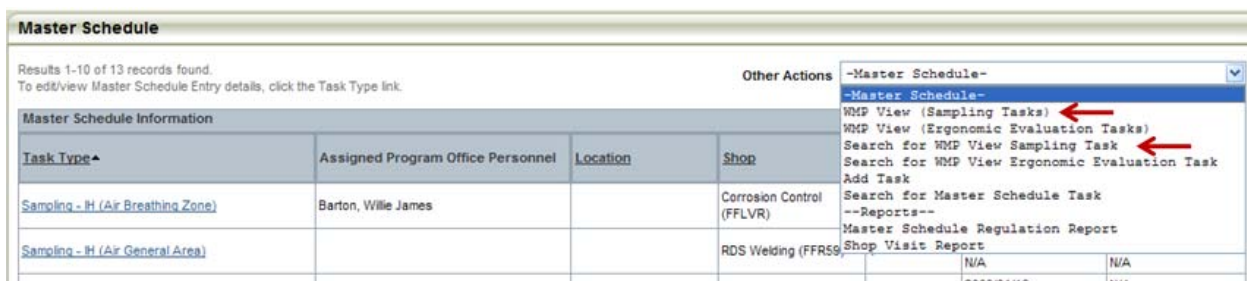 Master Schedule
Results 1-10 of 13 records found.
To edit/view Master Schedule Entry details, click the Task Type link.
Other Actions
-Master Schedule-
-Master Schedule-
WMP View (Sampling Tasks)
WMP View (Ergonomic Evaluation Tasks)
Search for WMP View Sampling Task
Search for WMP View Ergonomic Evaluation Task
Add Task
Search for Master Schedule Task
--Reports--
Master Schedule Regulation Report
Shop Visit Report
Master Schedule Information
Task Type Assigned Program Office Personnel Location Shop
Sampling - IH (Air Breathing Zone) Barton, Willie James Corrosion Control
(FFLVR)
Sampling - IH (Air General Area) RDS Welding (FFR59)
N/A N/A